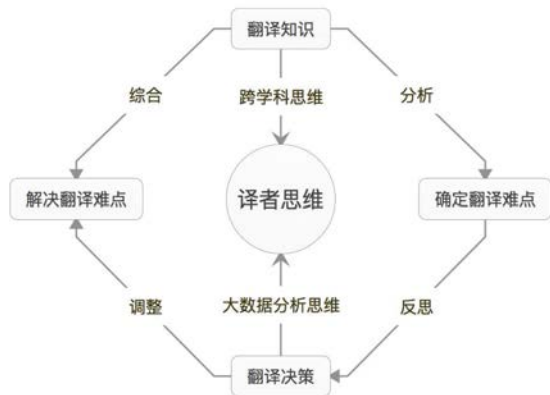 翻译知识
综合
跨学科思维
分析
解决翻译难点
译者思维
确定翻译难点
调整
大数据分析思维
反思
翻译决策